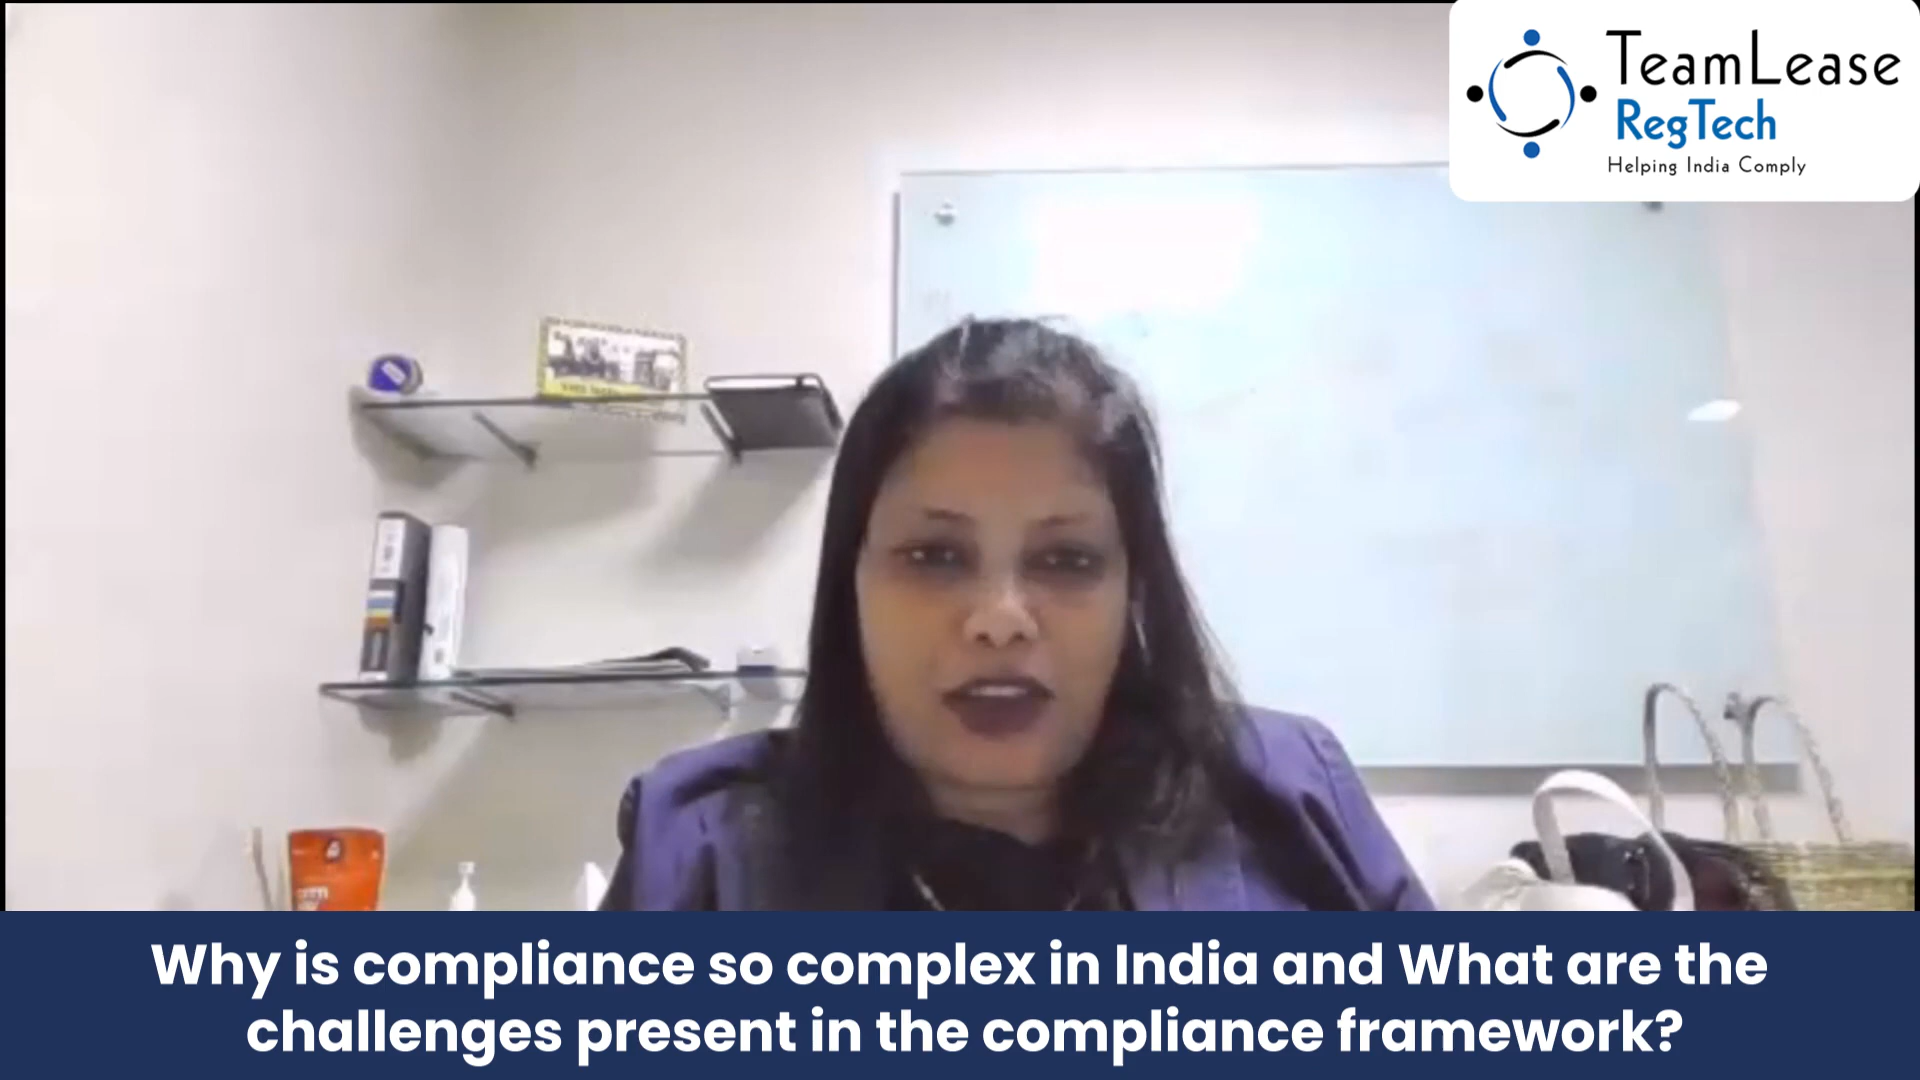 TeamLease
RegTech
Helping India Comply
Why is compliance so complex in India and What are the
challenges present in the compliance framework?